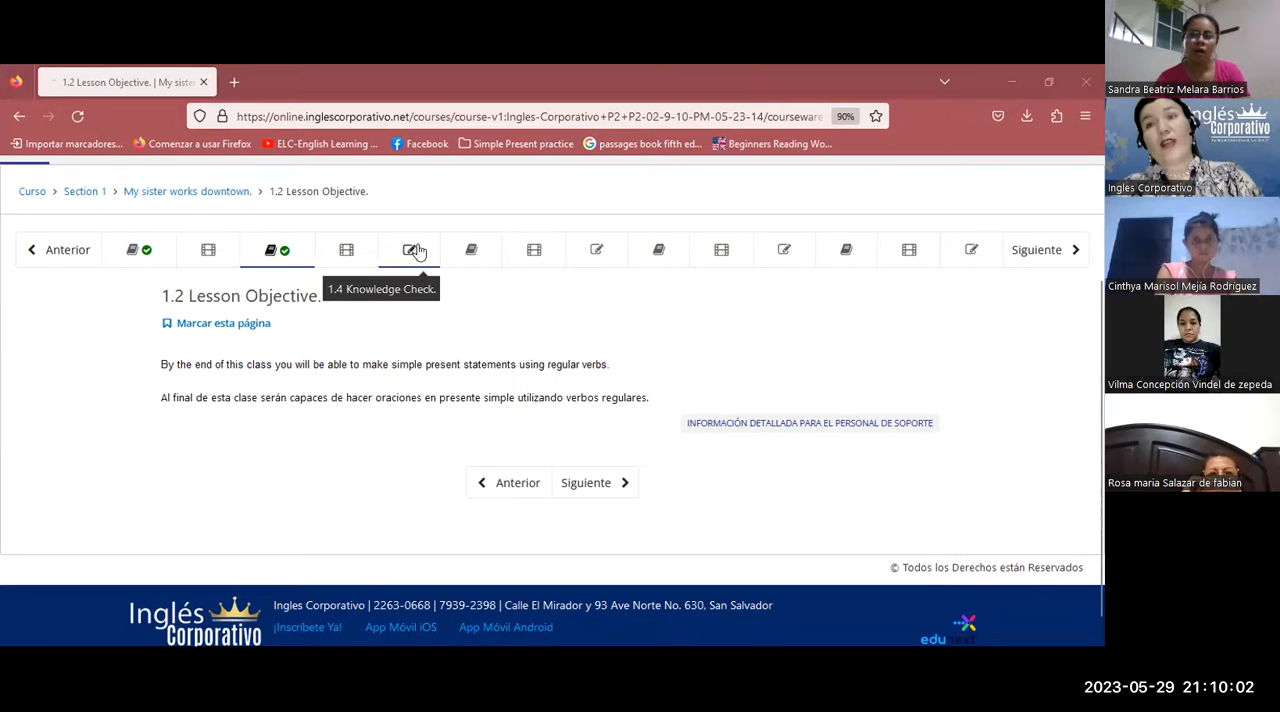 1.2 Lesson Objective. | My siste
https://online.inglescorporativo.net/courses/course-v1:Ingles-Corporativo+P2+P2-02-9-10-PM-05-23-14/courseware
90%
Importar marcadores...
Comenzar a usar Firefox
ELC-English Learning ...
Facebook
Simple Present practice
passages book fifth ed...
Beginners Reading Wo...
Curso > Section 1 > My sister works downtown. > 1.2 Lesson Objective.
Anterior
Siguiente
1.4 Knowledge Check.
1.2 Lesson Objective.
Marcar esta página
By the end of this class you will be able to make simple present statements using regular verbs.
Al final de esta clase serán capaces de hacer oraciones en presente simple utilizando verbos regulares.
INFORMACIÓN DETALLADA PARA EL PERSONAL DE SOPORTE
Anterior
Siguiente
© Todos los Derechos están Reservados
Inglés
Corporativo
Ingles Corporativo | 2263-0668 | 7939-2398 | Calle El Mirador y 93 Ave Norte No. 630, San Salvador
¡Inscríbete Ya!
App Móvil iOS
App Móvil Android
edunext
Sandra Beatriz Melara Barrios
Inglés
Corporativo
Ingles Corporativo
Cinthya Marisol Mejía Rodríguez
Vilma Concepción Vindel de zepeda
Rosa maria Salazar de fabian
2023-05-29 21:10:02